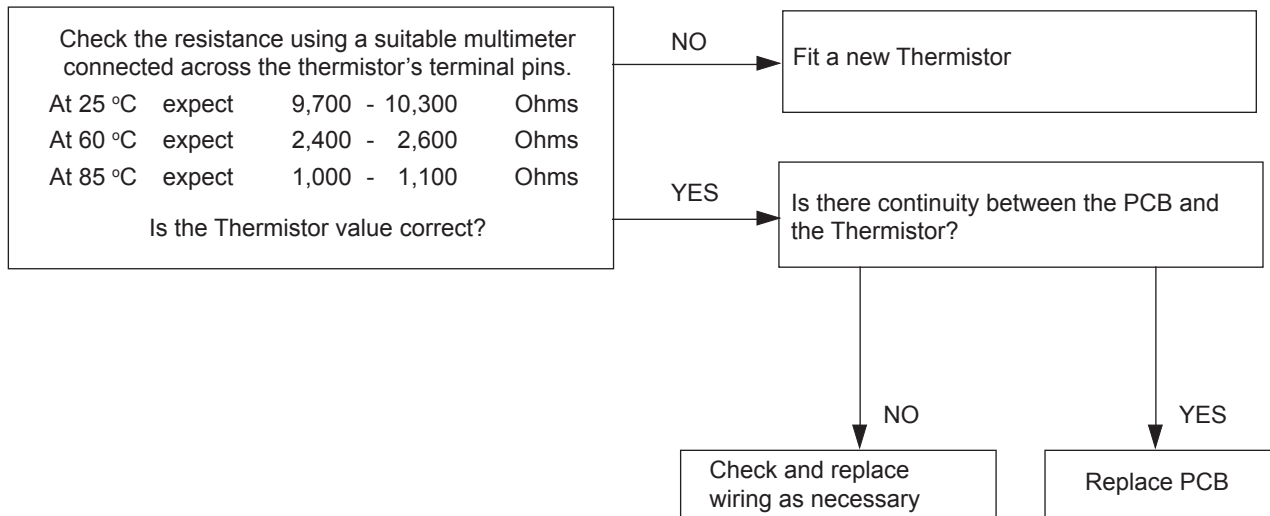 Check the resistance using a suitable multimeter
connected across the thermistor's terminal pins.
At 25 ºC expect 9,700 - 10,300 Ohms
At 60 ºC expect 2,400 - 2,600 Ohms
At 85 ºC expect 1,000 - 1,100 Ohms
Is the Thermistor value correct?
NO
Fit a new Thermistor
YES
Is there continuity between the PCB and
the Thermistor?
NO
Check and replace
wiring as necessary
YES
Replace PCB